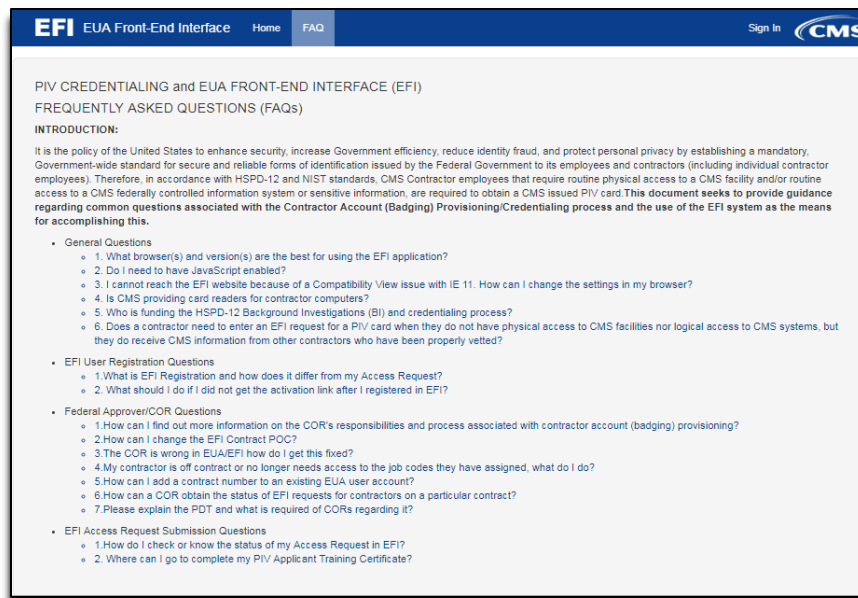 EFI EUA Front-End Interface Home FAQ Sign In CMS
PIV CREDENTIALING and EUA FRONT-END INTERFACE (EFI)
FREQUENTLY ASKED QUESTIONS (FAQs)
INTRODUCTION:
It is the policy of the United States to enhance security, increase Government efficiency, reduce identity fraud, and protect personal privacy by establishing a mandatory,
Government-wide standard for secure and reliable forms of identification issued by the Federal Government to its employees and contractors (including individual contractor
employees). Therefore, in accordance with HSPD-12 and NIST standards, CMS Contractor employees that require routine physical access to a CMS facility and/or routine
access to a CMS federally controlled information system or sensitive information, are required to obtain a CMS issued PIV card.This document seeks to provide guidance
regarding common questions associated with the Contractor Account (Badging) Provisioning/Credentialing process and the use of the EFI system as the means
for accomplishing this.
• General Questions
1. What browser(s) and version(s) are the best for using the EFI application?
2. Do I need to have JavaScript enabled?
3. I cannot reach the EFI website because of a Compatibility View issue with IE 11. How can I change the settings in my browser?
4. Is CMS providing card readers for contractor computers?
5. Who is funding the HSPD-12 Background Investigations (BI) and credentialing process?
6. Does a contractor need to enter an EFI request for a PIV card when they do not have physical access to CMS facilities nor logical access to CMS systems, but
they do receive CMS information from other contractors who have been properly vetted?
• EFI User Registration Questions
1.What is EFI Registration and how does it differ from my Access Request?
2. What should I do if I did not get the activation link after I registered in EFI?
• Federal Approver/COR Questions
1.How can I find out more information on the COR's responsibilities and process associated with contractor account (badging) provisioning?
2.How can I change the EFI Contract POC?
3.The COR is wrong in EUA/EFI how do I get this fixed?
4.My contractor is off contract or no longer needs access to the job codes they have assigned, what do I do?
5.How can I add a contract number to an existing EUA user account?
6.How can a COR obtain the status of EFI requests for contractors on a particular contract?
7.Please explain the PDT and what is required of CORs regarding it?
• EFI Access Request Submission Questions
1.How do I check or know the status of my Access Request in EFI?
2. Where can I go to complete my PIV Applicant Training Certificate?